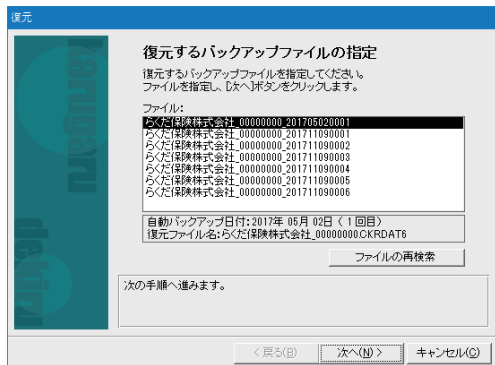 復元
復元するバックアップファイルの指定
復元するバックアップファイルを指定してください。
ファイルを指定し、[次へ]ボタンをクリックします。
ファイル:
らくだ保険株式会社_00000000_201705020001
らくだ保険株式会社_00000000_201711090001
らくだ保険株式会社_00000000_201711090002
らくだ保険株式会社_00000000_201711090003
らくだ保険株式会社_00000000_201711090004
らくだ保険株式会社_00000000_201711090005
らくだ保険株式会社_00000000_201711090006
自動バックアップ日付:2017年 05月 02日 ( 1回目)
復元ファイル名:らくだ保険株式会社_00000000.CKRDAT6
ファイルの再検索
次の手順へ進みます。
< 戻る(B)
次へ(N) >
キャンセル(C)
karugaru
dekiru